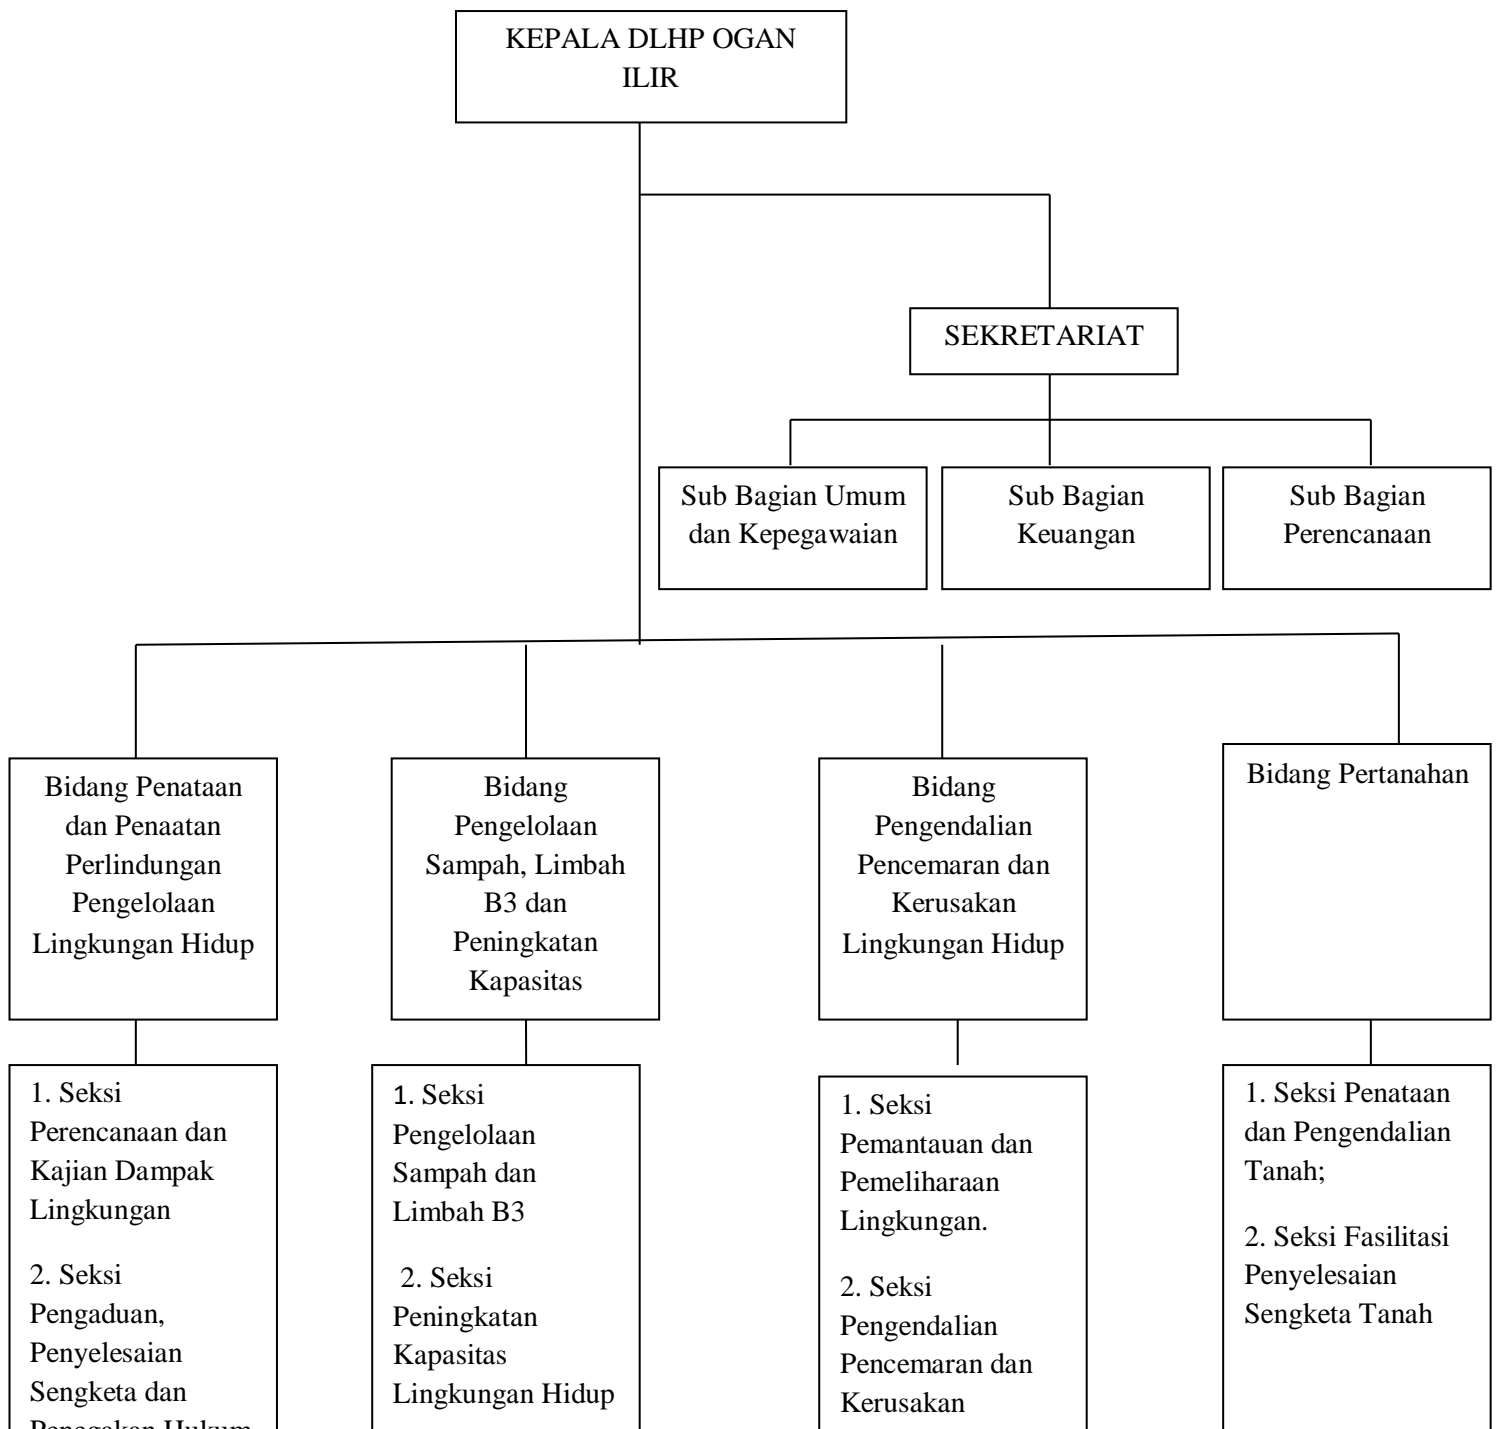 KEPALA DLHP OGAN
ILIR
SEKRETARIAT
Sub Bagian Umum
dan Kepegawaian
Sub Bagian
Keuangan
Sub Bagian
Perencanaan
Bidang Penataan
dan Penaatan
Perlindungan
Pengelolaan
Lingkungan Hidup
Bidang
Pengelolaan
Sampah, Limbah
B3 dan
Peningkatan
Kapasitas
Bidang
Pengendalian
Pencemaran dan
Kerusakan
Lingkungan Hidup
Bidang Pertanahan
1. Seksi
Perencanaan dan
Kajian Dampak
Lingkungan
2. Seksi
Pengaduan,
Penyelesaian
Sengketa dan
Penegakan Hukum
1. Seksi
Pengelolaan
Sampah dan
Limbah B3
2. Seksi
Peningkatan
Kapasitas
Lingkungan Hidup
1. Seksi
Pemantauan dan
Pemeliharaan
Lingkungan.
2. Seksi
Pengendalian
Pencemaran dan
Kerusakan
1. Seksi Penataan
dan Pengendalian
Tanah;
2. Seksi Fasilitasi
Penyelesaian
Sengketa Tanah